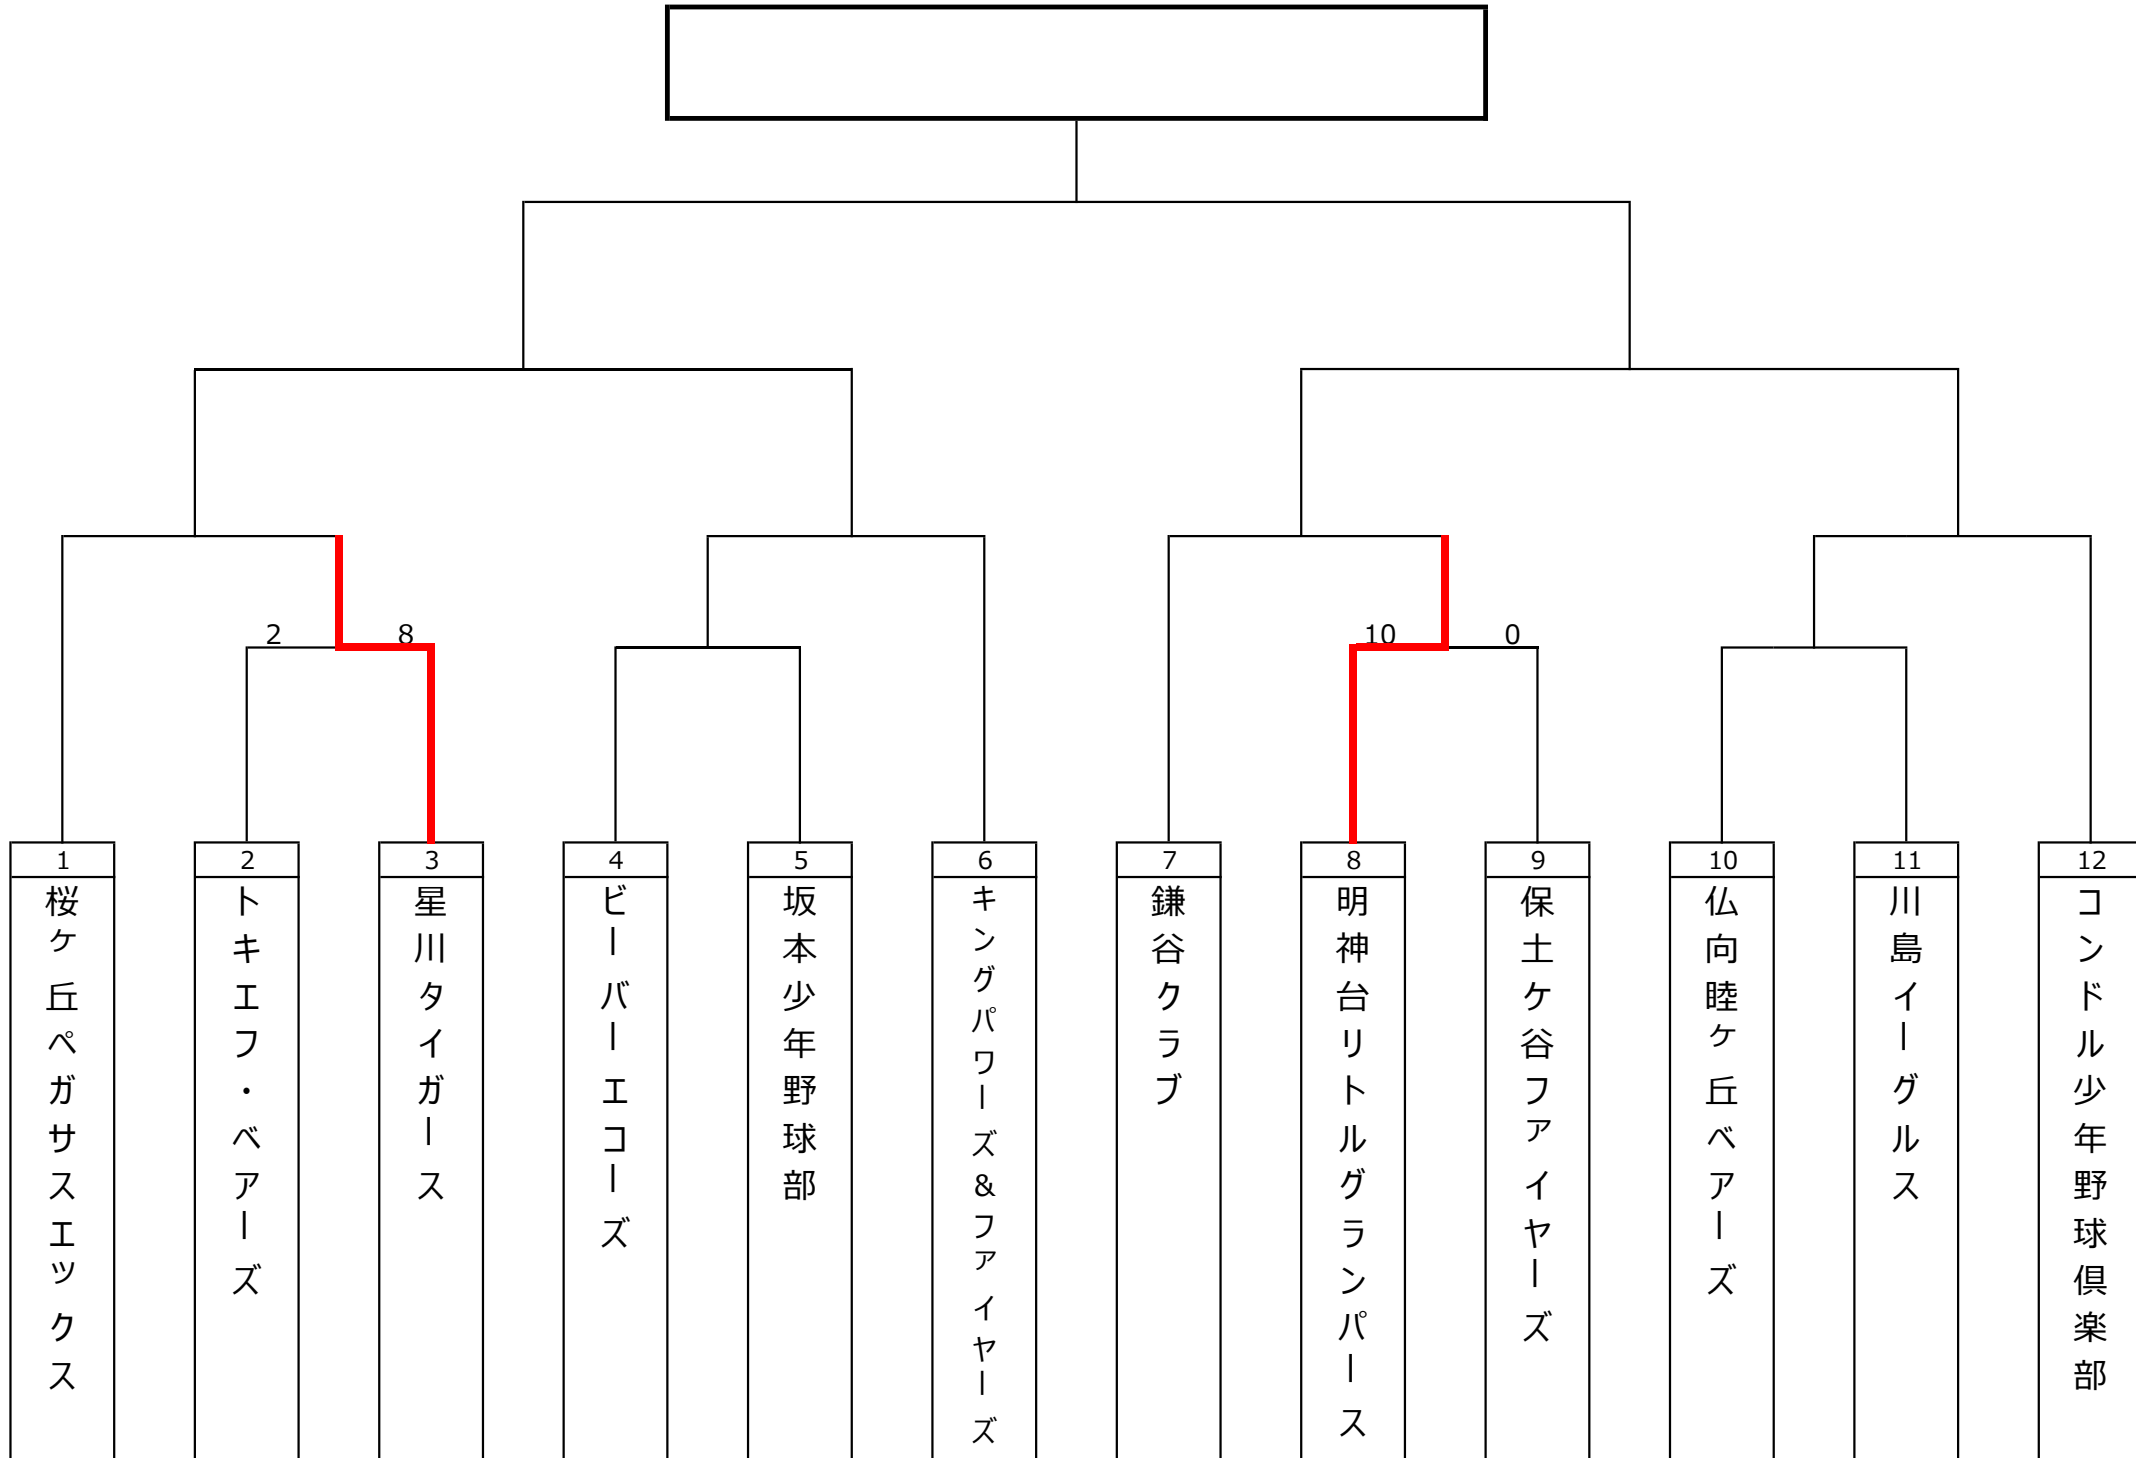 2
8
10
0
1
桜ケ丘ペガサスエックス
2
トキエフ・ベアーズ
3
星川タイガース
4
ビーバーエコーズ
5
坂本少年野球部
6
キングパワーズ&ファイヤーズ
7
鎌谷クラブ
8
明神台リトルグランパース
9
保土ケ谷ファイヤーズ
10
仏向睦ケ丘ベアーズ
11
川島イーグルス
12
コンドル少年野球倶楽部